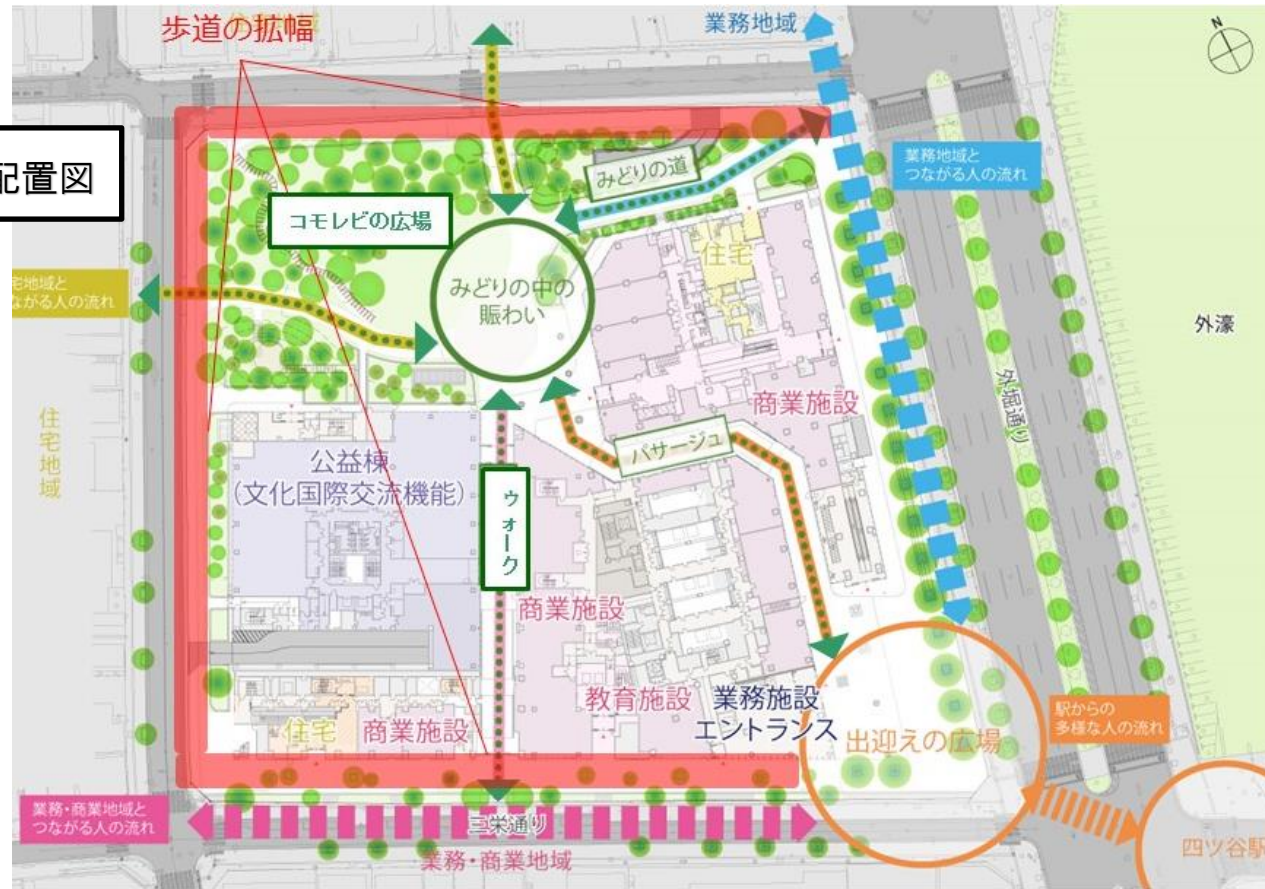 歩道の拡幅
業務地域
N
配置図
みどりの道
業務地域と
つながる人の流れ
コモレビの広場
住宅
宅地域と
ながる人の流れ
みどりの中の
賑わい
外濠
外堀通り
商業施設
住宅地域
パサージュ
公益棟
(文化国際交流機能)
ウォーク
商業施設
教育施設
業務施設
エントランス
駅からの
多様な人の流れ
住宅
商業施設
出迎えの広場
業務・商業地域と
つながる人の流れ
三栄通り
業務・商業地域
四ツ谷駅